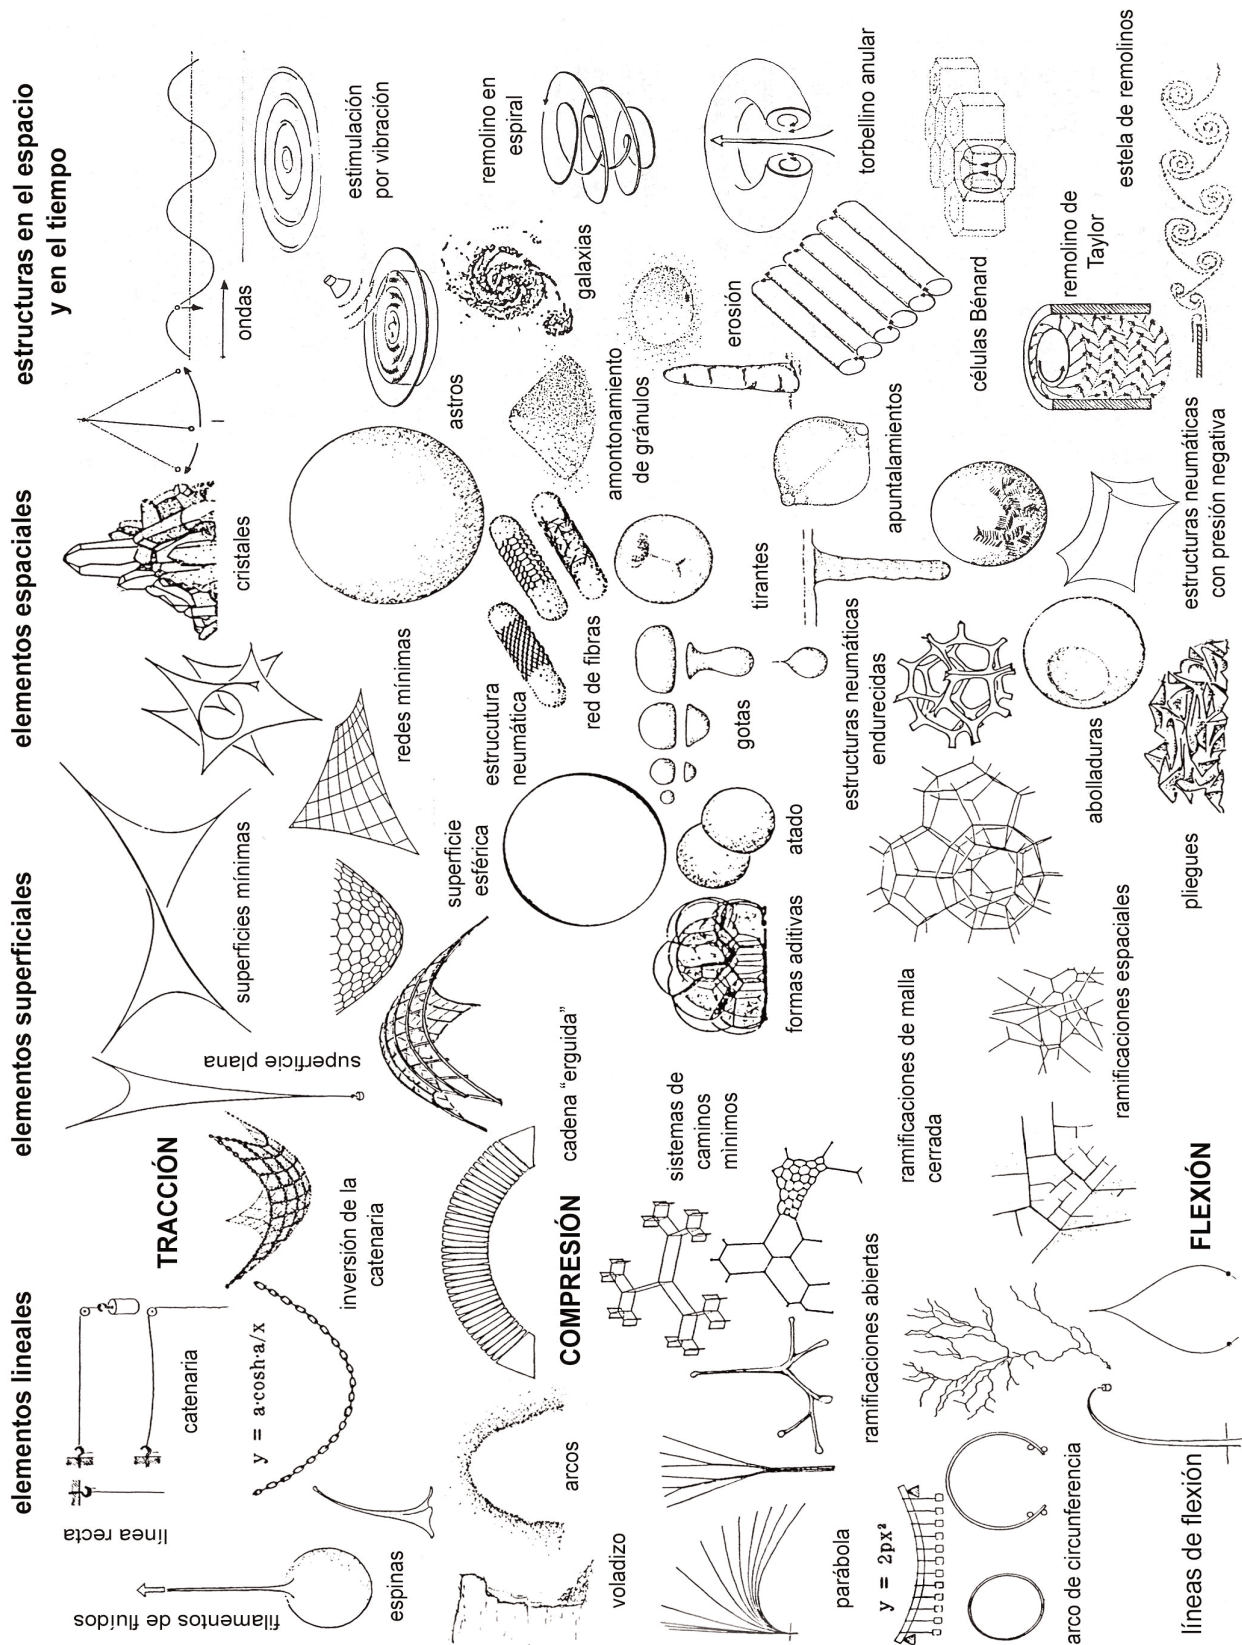 elementos lineales
elementos superficiales
elementos espaciales
estructuras en el espacio
y en el tiempo
línea recta
filamentos de fluídos
catenaria
TRACCIÓN
superficies mínimas
cristales
ondas
y = a·cosh·a/x
superficie plana
inversión de la
catenaria
redes mínimas
estimulación
por vibración
espinas
superficie
esférica
estrucutura
neumática
astros
remolino en
espiral
arcos
COMPRESIÓN
cadena “erguida”
red de fibras
galaxias
voladizo
amontonamiento
de gránulos
sistemas de
caminos
mínimos
gotas
tirantes
erosión
formas aditivas
atado
parábola
ramificaciones abiertas
estructuras neumáticas
endurecidas
apuntalamientos
torbellino anular
y = 2px²
ramificaciones de malla
cerrada
células Bénard
arco de circunferencia
ramificaciones espaciales
abolladuras
remolino de
Taylor
estela de remolinos
líneas de flexión
FLEXIÓN
pliegues
estructuras neumáticas
con presión negativa